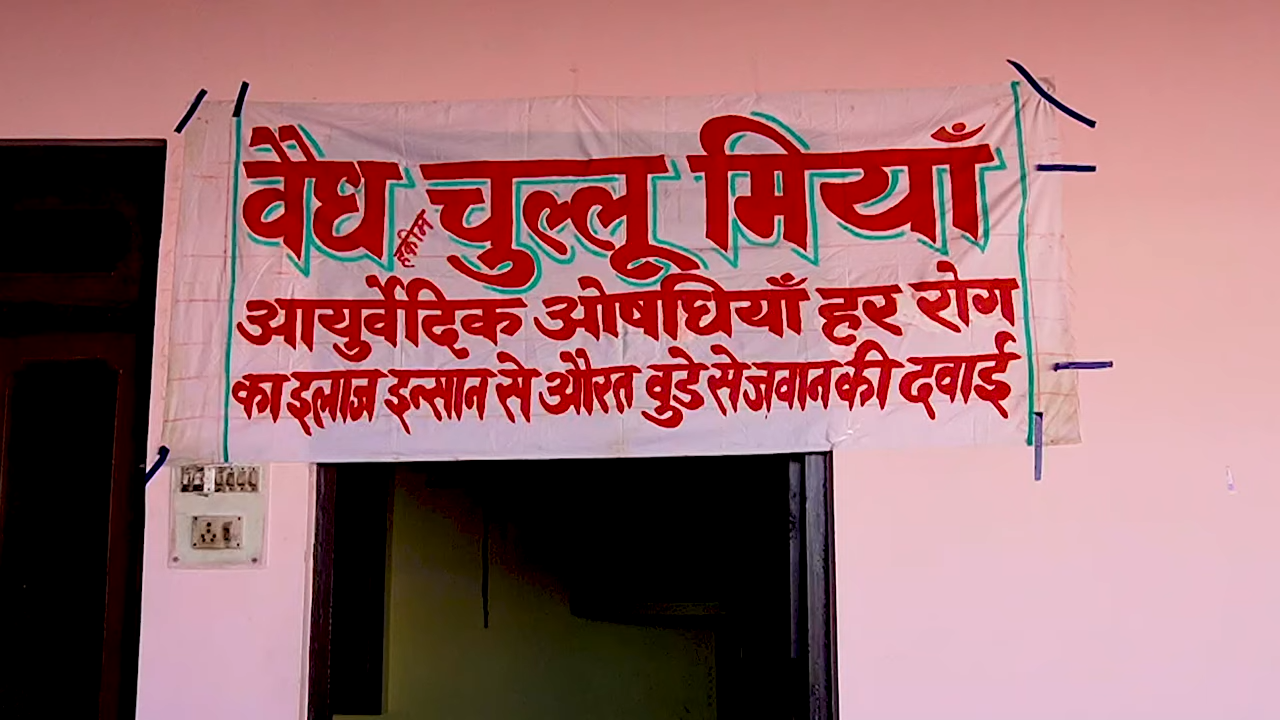 वैध हकीम चुल्लू मियाँ
आयुर्वेदिक ओषधियाँ हर रोग
का इलाज इन्सान से औरत वुडे से जवान की दवाई